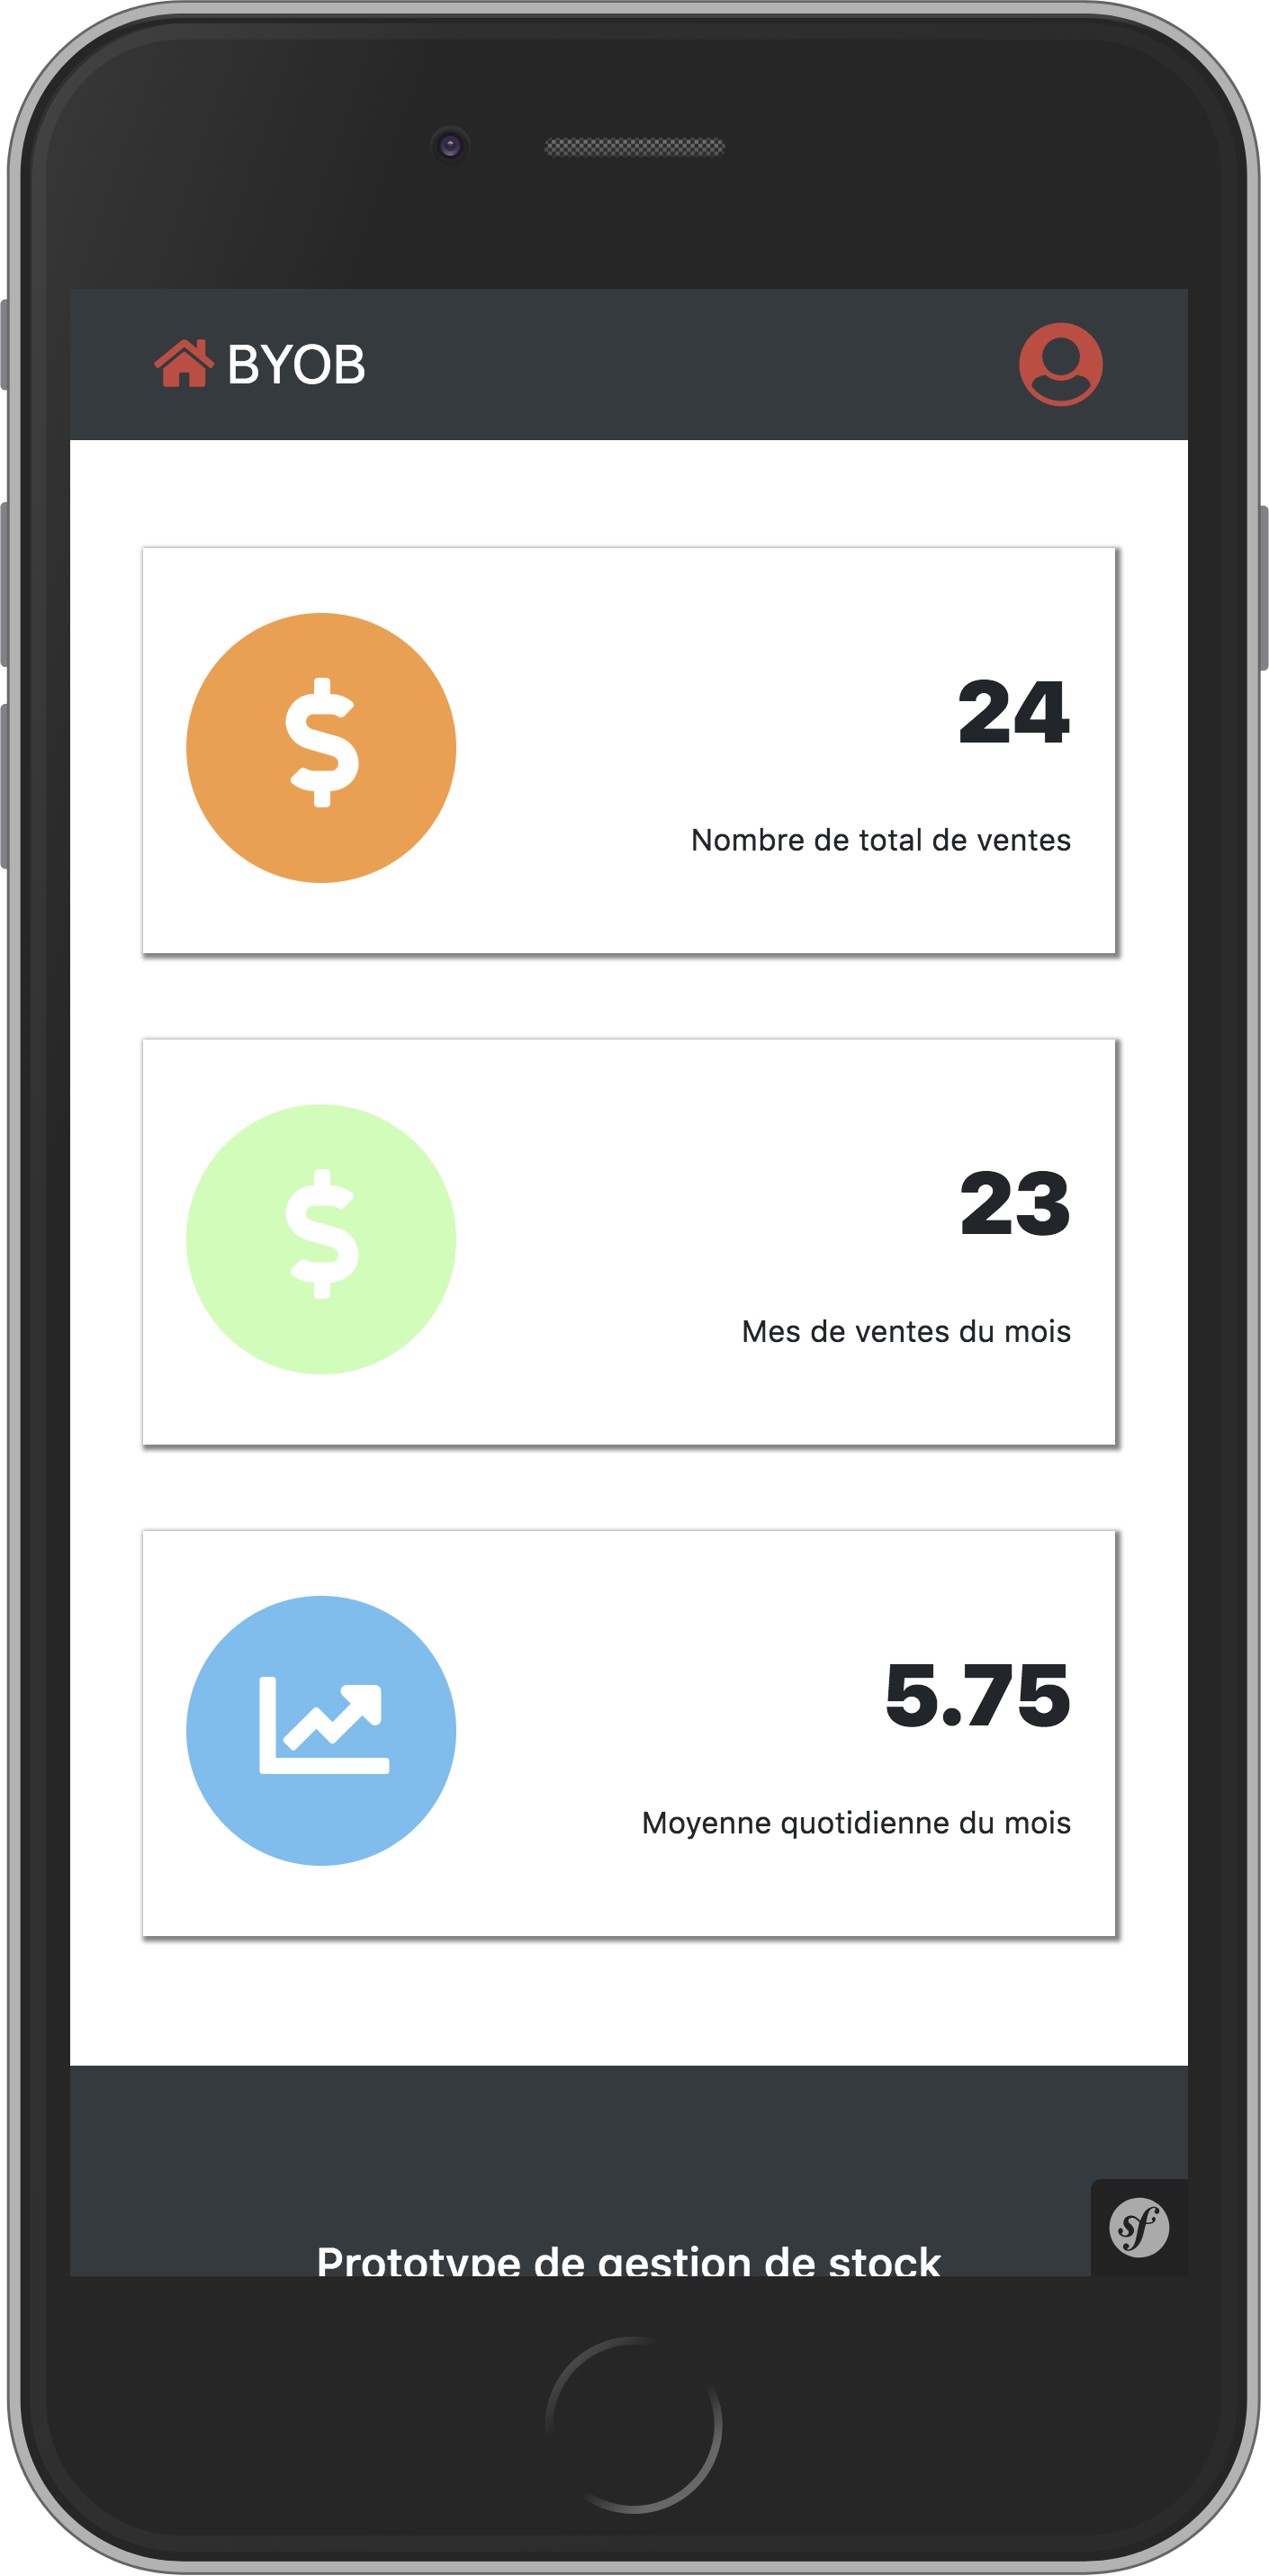 BYOB
$
24
Nombre de total de ventes
$
23
Mes de ventes du mois
5.75
Moyenne quotidienne du mois
Prototype de gestion de stock
sf